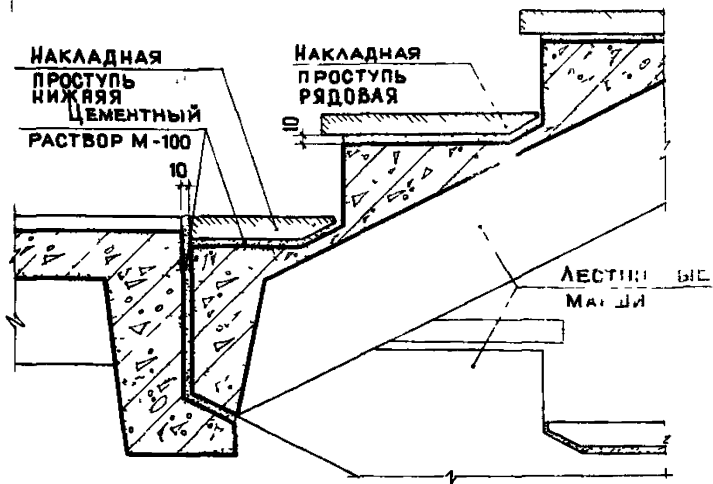 НАКЛАДНАЯ
ПРОСТУПЬ
НИЖНЯЯ
ЦЕМЕНТНЫЙ
РАСТВОР М-100
10
НАКЛАДНАЯ
ПРОСТУПЬ
РЯДОВАЯ
10